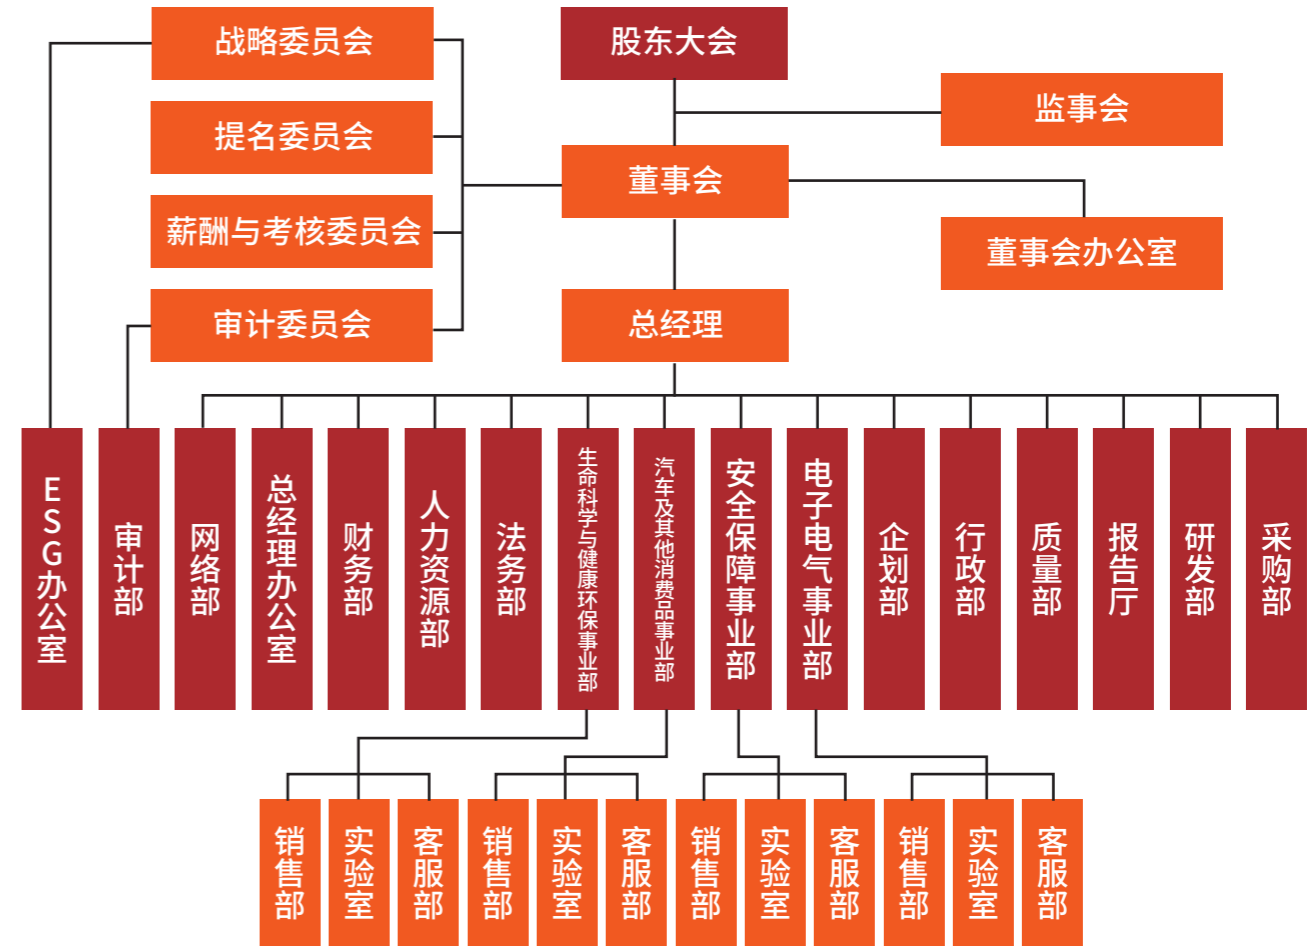 战略委员会
股东大会
提名委员会
监事会
董事会
薪酬与考核委员会
董事会办公室
审计委员会
总经理
ESG办公室
审计部
网络部
总经理办公室
财务部
人力资源部
法务部
生命科学与健康环保事业部
汽车及其他消费品事业部
安全保障事业部
电子电气事业部
企划部
行政部
质量部
报告厅
研发部
采购部
销售部
实验室
客服部
销售部
实验室
客服部
销售部
实验室
客服部
销售部
实验室
客服部